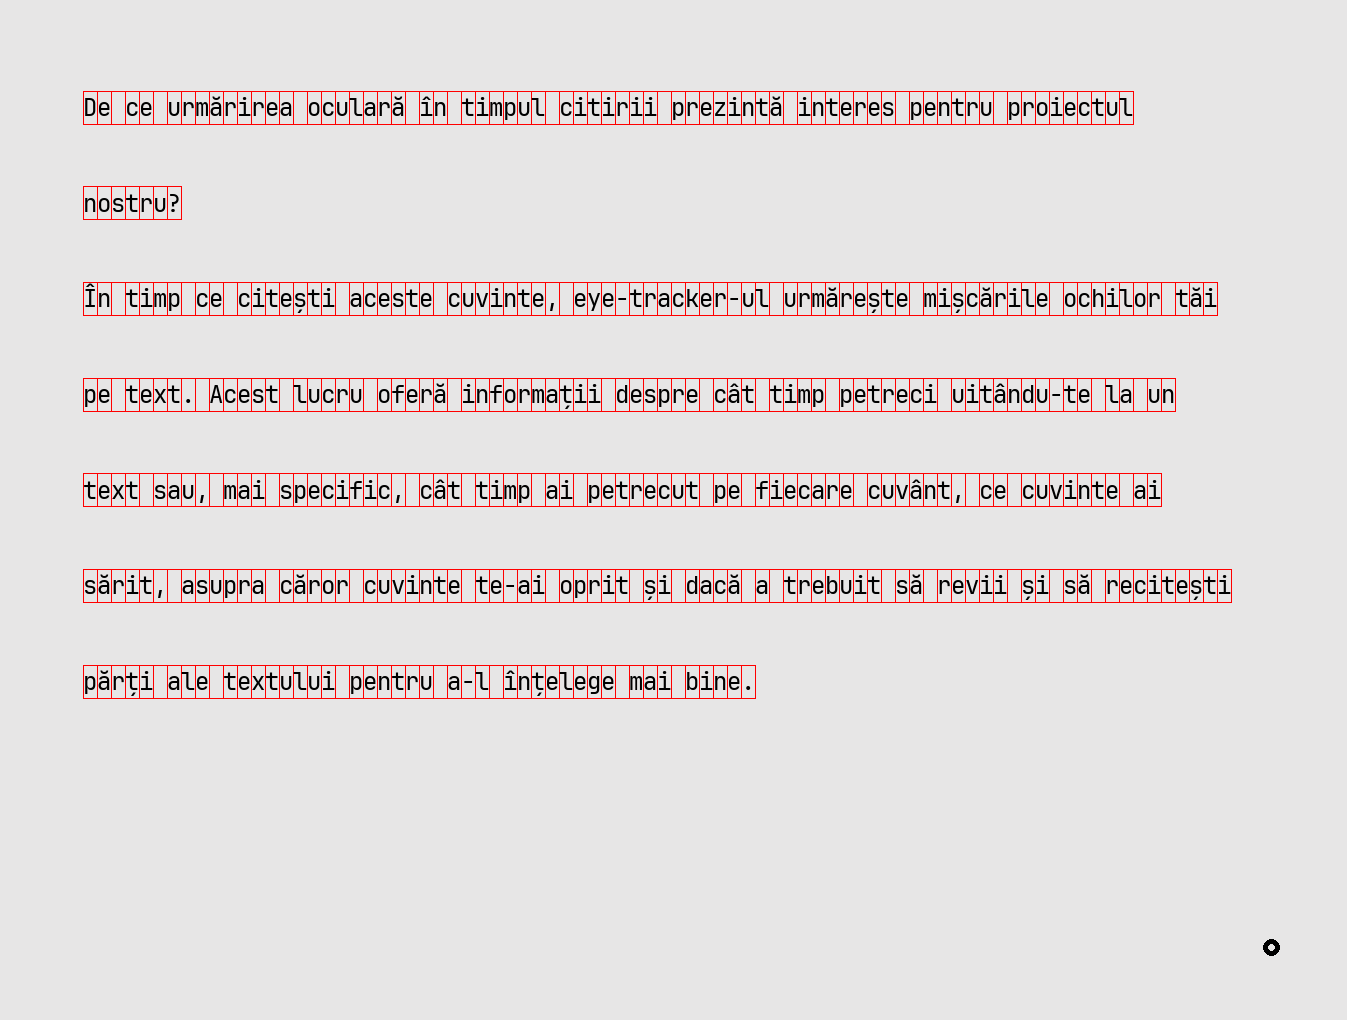 De ce urmărirea oculară în timpul citirii prezintă interes pentru proiectul
nostru?
În timp ce citești aceste cuvinte, eye-tracker-ul urmărește mișcările ochilor tăi
pe text. Acest lucru oferă informații despre cât timp petreci uitându-te la un
text sau, mai specific, cât timp ai petrecut pe fiecare cuvânt, ce cuvinte ai
sărit, asupra căror cuvinte te-ai oprit și dacă a trebuit să revii și să recitești
părți ale textului pentru a-l înțelege mai bine.